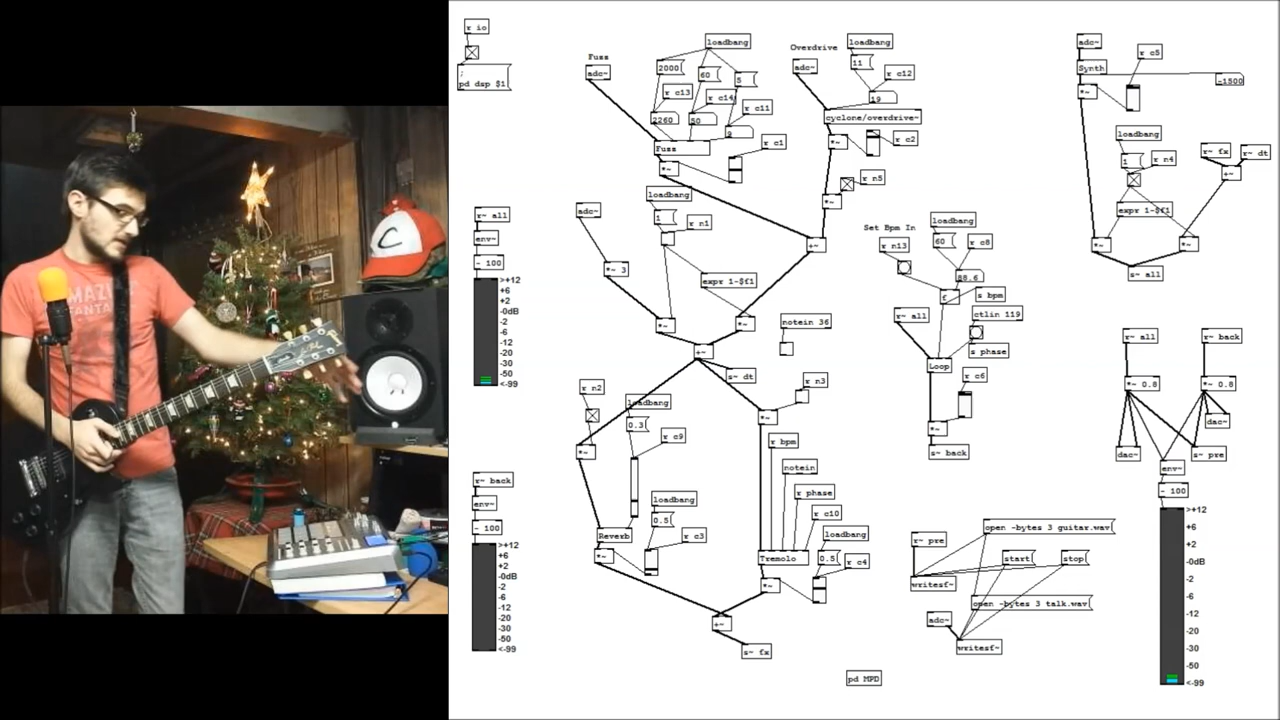 r io
;
pd dsp $1
Fuss
adc~
loadbang
2000
60
5
r c13
r c14
r c11
2260
50
9
Fuzz
r c1
*~
Overdrive
adc~
loadbang
11
r c12
19
cyclone/overdrive~
*~
r c2
r n5
*~
adc~
Synth
r c5
-1500
*~
loadbang
1
r n4
r~ fx
r~ dt
+~
expr 1-$f1
*~
*~
s~ all
r~ all
env~
- 100
>+12
+6
+2
-0dB
-2
-6
-12
-20
-30
-50
<-99
adc~
loadbang
1
r n1
*~ 3
expr 1-$f1
+~
*~
*~
+~
notein 36
s~ dt
Set Bpm In
r n13
loadbang
60
r c8
88.6
f
s bpm
r~ all
ctlin 119
s phase
Loop
r c6
*~
s~ back
r~ all
r~ back
*~ 0.8
*~ 0.8
dac~
dac~
s~ pre
env~
- 100
>+12
+6
+2
-0dB
-2
-6
-12
-20
-30
-50
<-99
r n2
loadbang
0.3
r c9
*~
r n3
*~
r bpm
notein
r phase
r c10
loadbang
0.5
r c3
Reverb
*~
loadbang
0.5
r c4
Tremolo
*~
+~
s~ fx
r~ back
env~
- 100
>+12
+6
+2
-0dB
-2
-6
-12
-20
-30
-50
<-99
r~ pre
open -bytes 3 guitar.wav
start
stop
writesf~
open -bytes 3 talk.wav
adc~
writesf~
pd MPD
C
AMAZ
FANTA